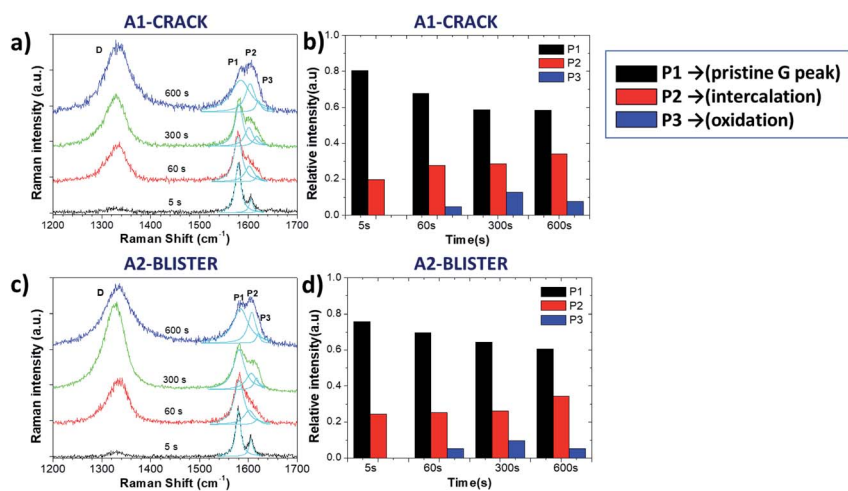 A1-CRACK
a)
D
P1
P2
P3
600 s
300 s
60 s
5 s
Raman intensity (a.u.)
1200 1300 1400 1500 1600 1700
Raman Shift (cm⁻¹)
A1-CRACK
b)
1.0
0.8
0.6
0.4
0.2
0.0
Relative intensity(a.u)
P1
P2
P3
5s 60s 300s 600s
Time(s)
P1 →(pristine G peak)
P2 →(intercalation)
P3 →(oxidation)
A2-BLISTER
c)
D
P1
P2
P3
600 s
300 s
60 s
5 s
Raman intensity (a.u.)
1200 1300 1400 1500 1600 1700
Raman Shift (cm⁻¹)
A2-BLISTER
d)
1.0
0.8
0.6
0.4
0.2
0.0
Relative intensity(a.u)
P1
P2
P3
5s 60s 300s 600s
Time(s)